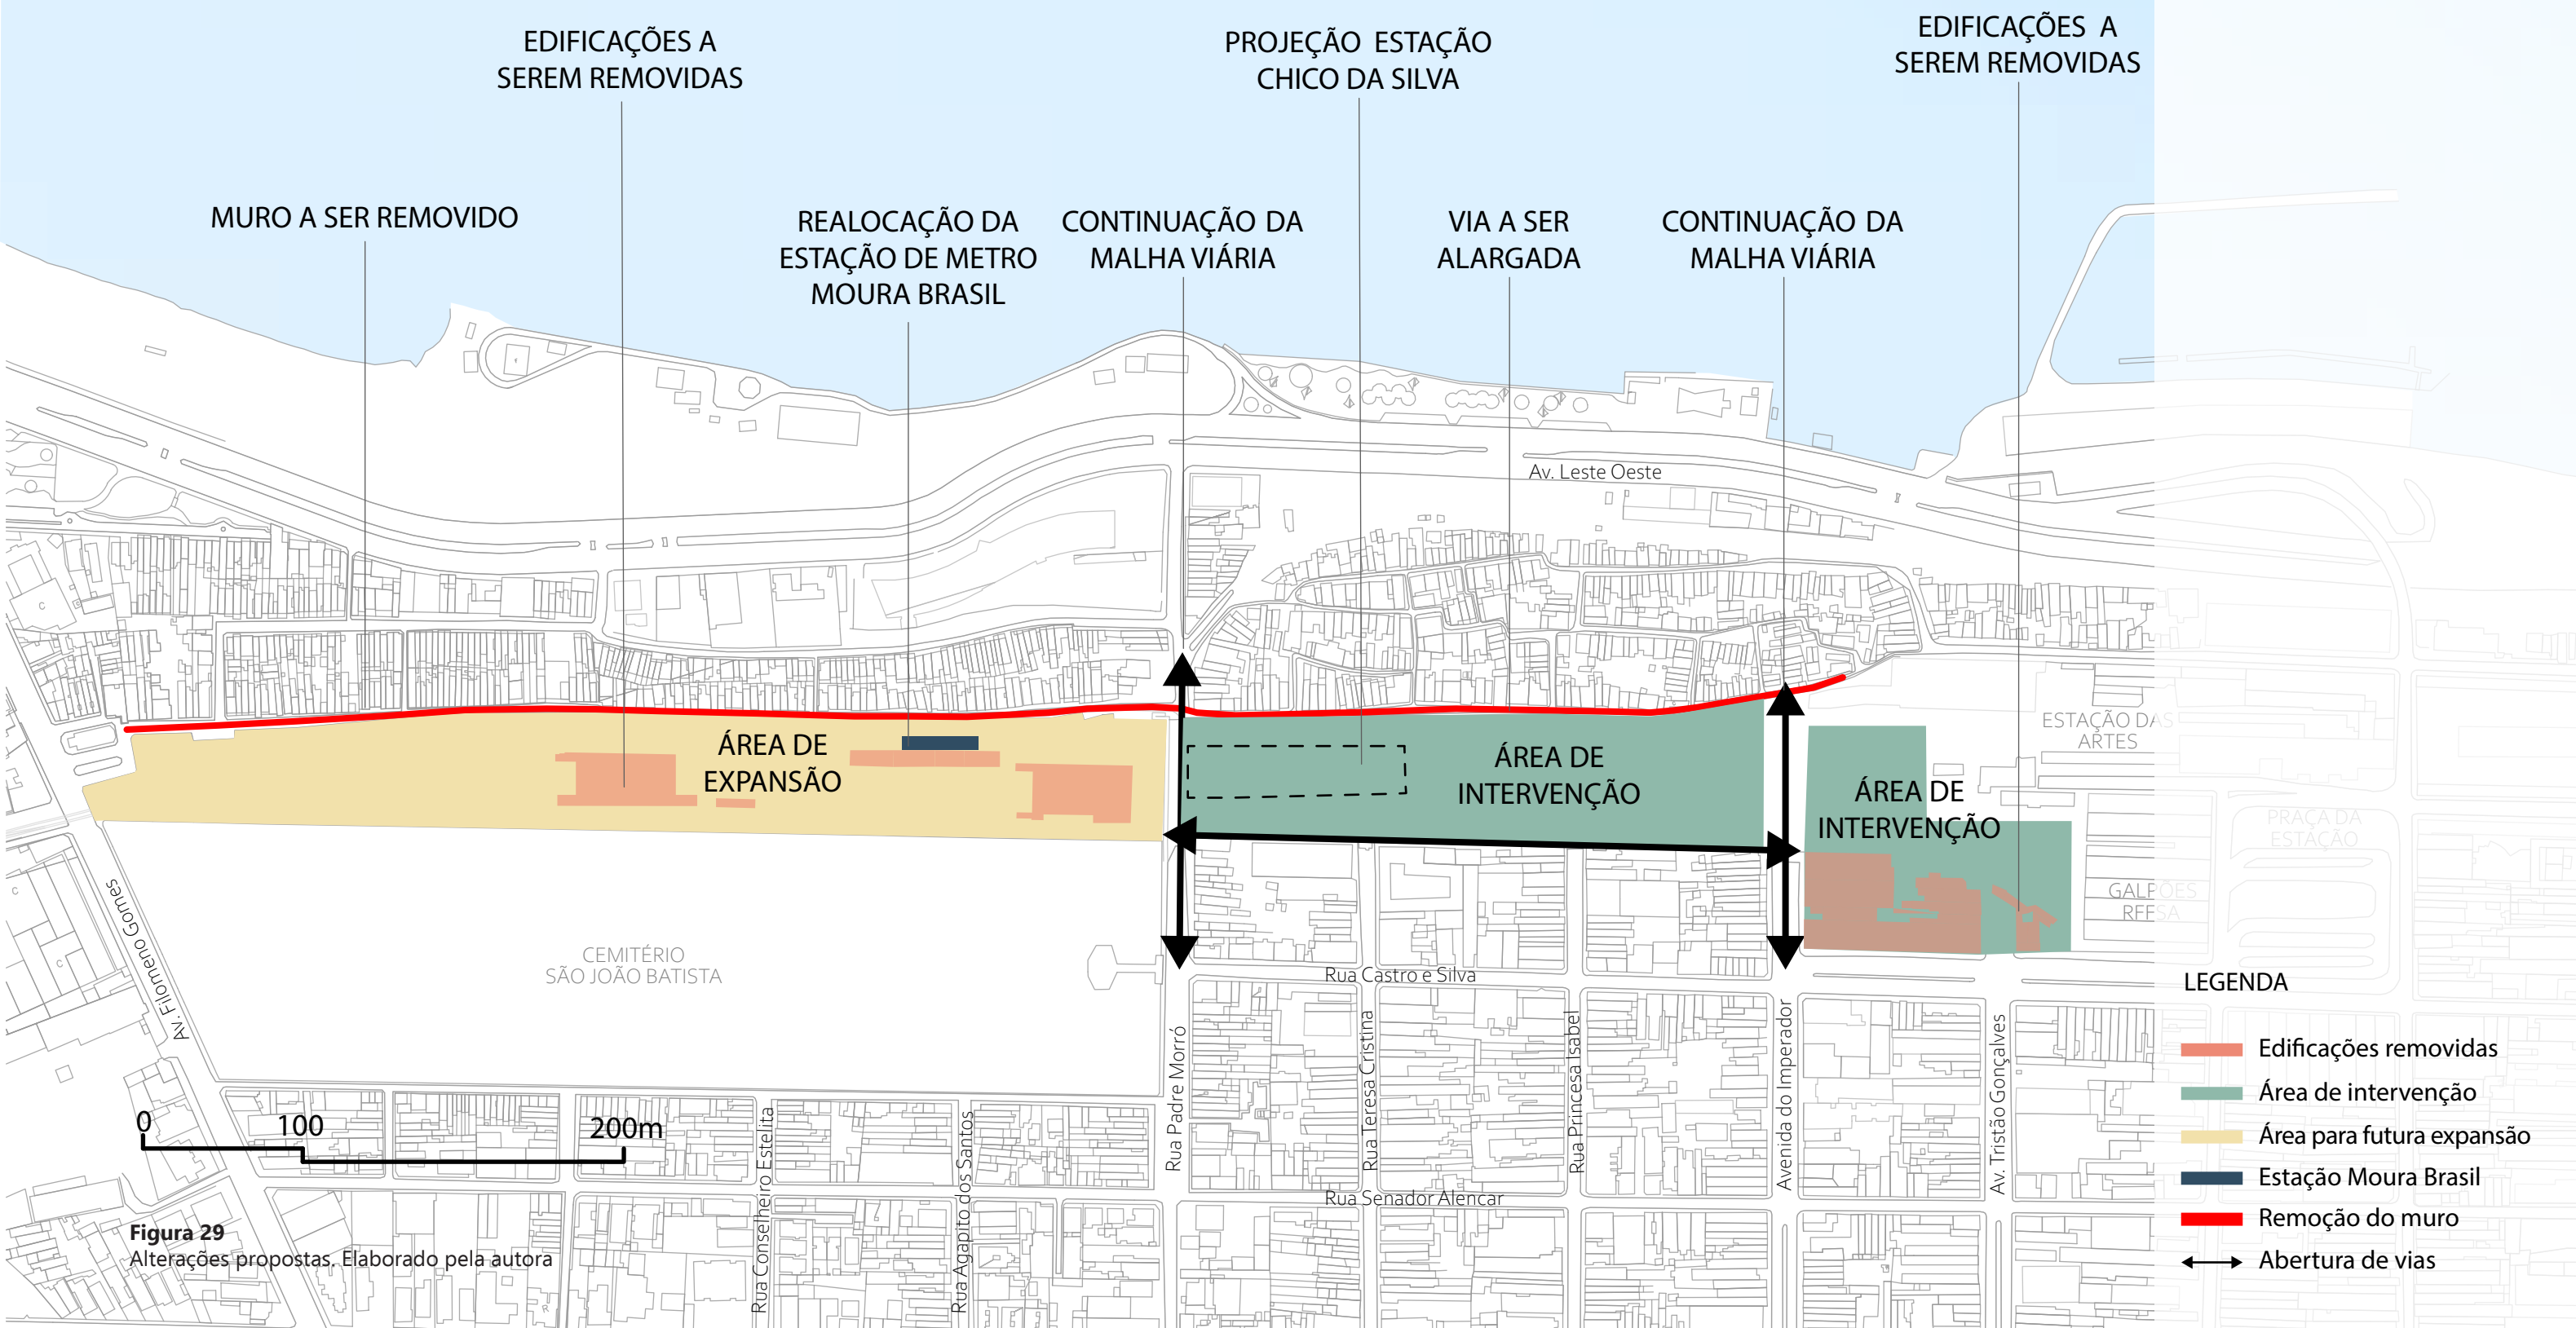 EDIFICAÇÕES A
SEREM REMOVIDAS
PROJEÇÃO ESTAÇÃO
CHICO DA SILVA
EDIFICAÇÕES A
SEREM REMOVIDAS
MURO A SER REMOVIDO
REALOCAÇÃO DA
ESTAÇÃO DE METRO
MOURA BRASIL
CONTINUAÇÃO DA
MALHA VIÁRIA
VIA A SER
ALARGADA
CONTINUAÇÃO DA
MALHA VIÁRIA
Av. Leste Oeste
C
ESTAÇÃO DAS
ARTES
ÁREA DE
EXPANSÃO
ÁREA DE
INTERVENÇÃO
ÁREA DE
INTERVENÇÃO
PRAÇA DA
ESTAÇÃO
GALPÕES
RFFSA
C
C
Av. Filomeno Gomes
CEMITÉRIO
SÃO JOÃO BATISTA
Rua Castro e Silva
Rua Padre Morró
Rua Teresa Cristina
Rua Princesa Isabel
Avenida do Imperador
Av. Tristão Gonçalves
Rua Conselheiro Estelita
Rua Agapito dos Santos
Rua Senador Alencar
0
100
200m
LEGENDA
Edificações removidas
Área de intervenção
Área para futura expansão
Estação Moura Brasil
Remoção do muro
Abertura de vias
Figura 29
Alterações propostas. Elaborado pela autora